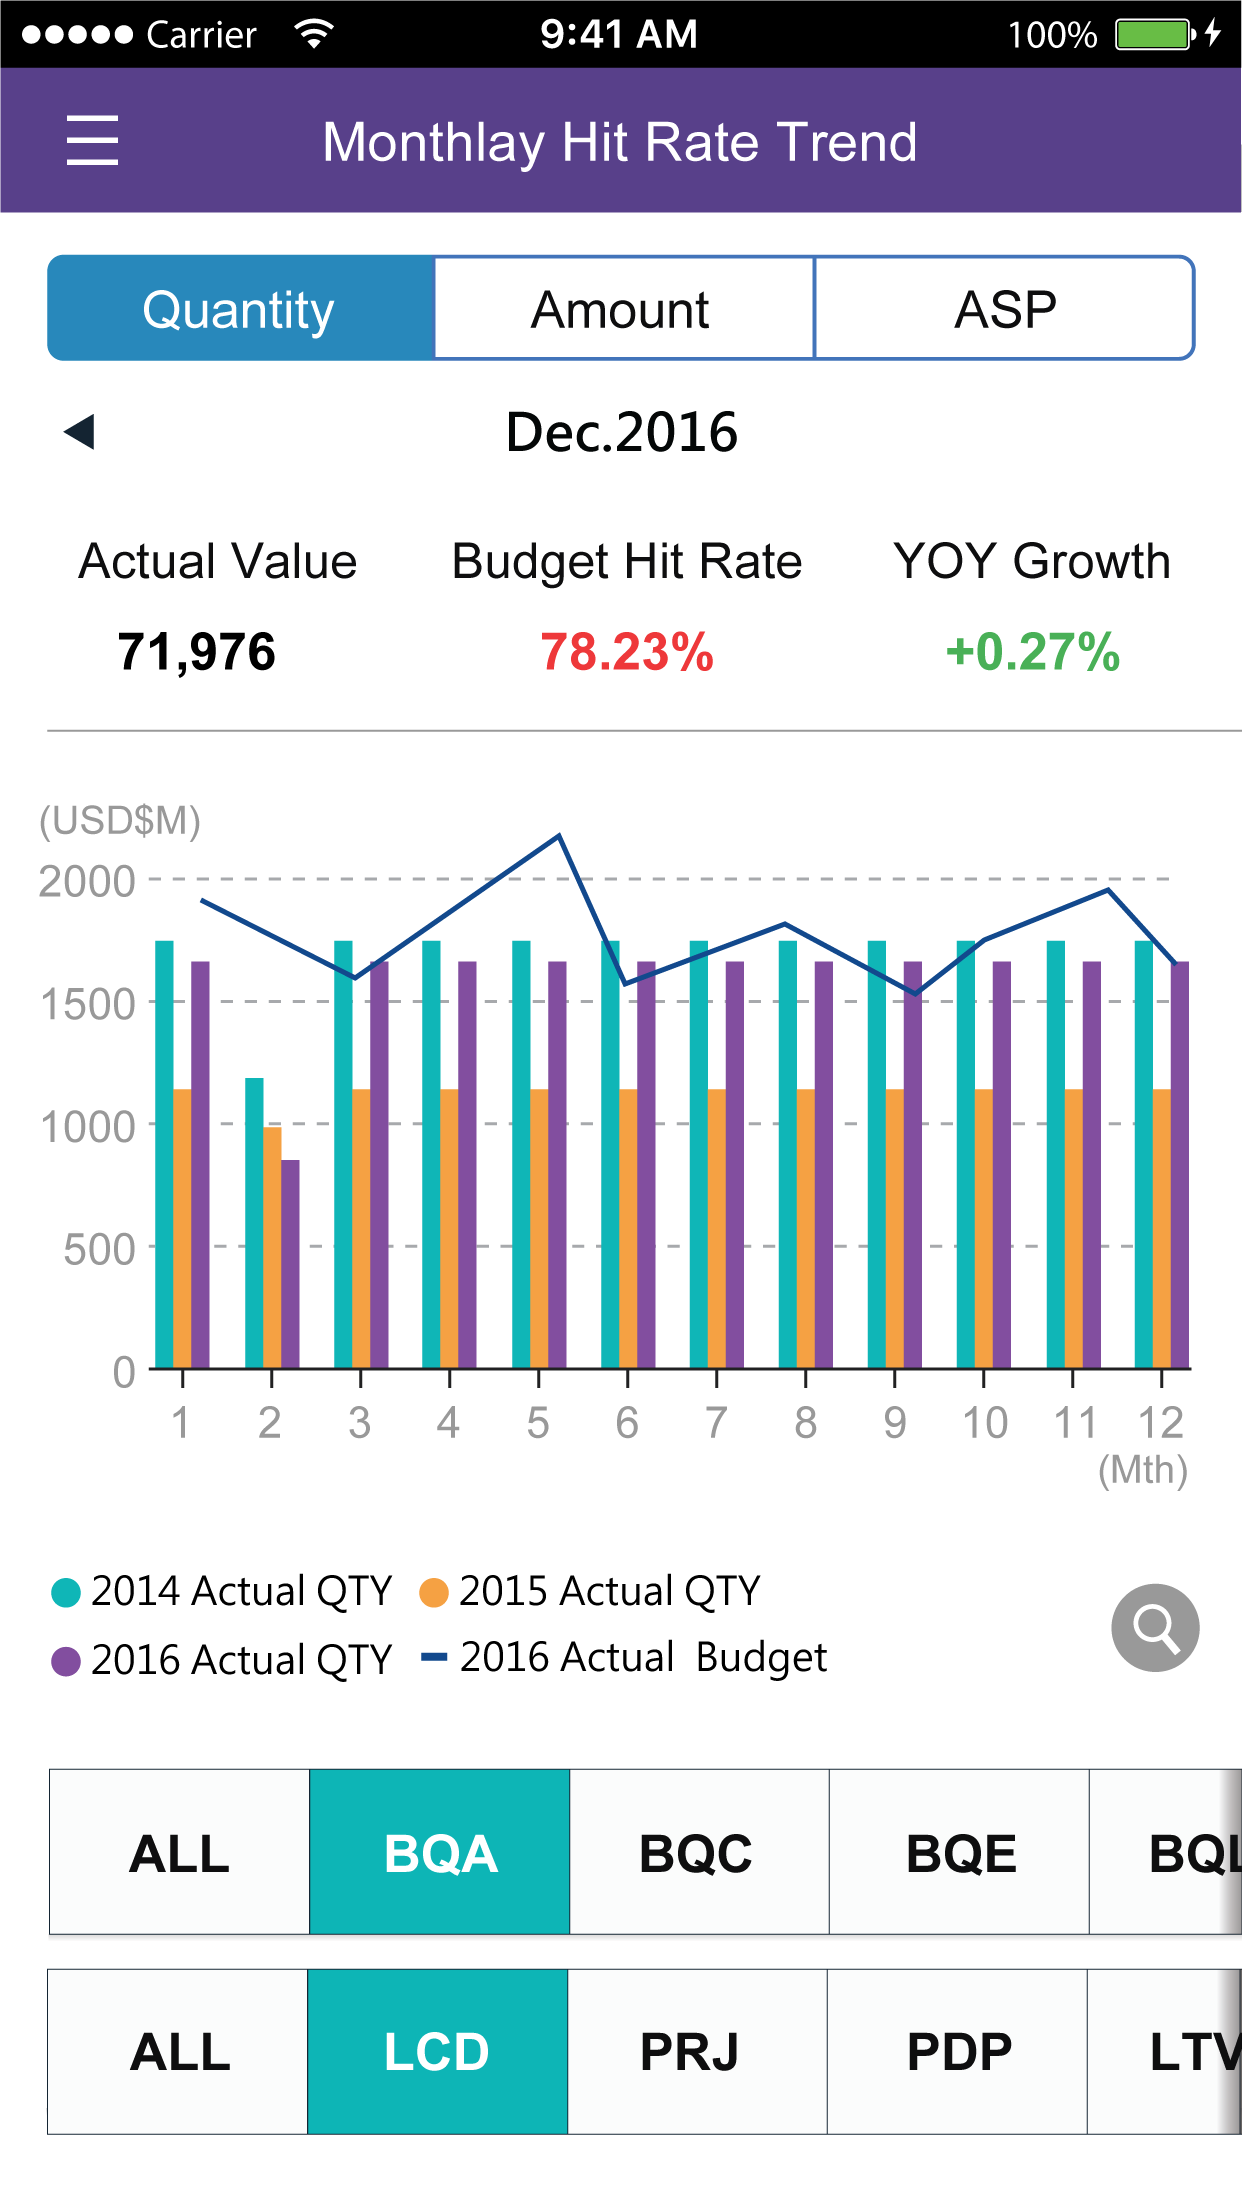 Carrier 9:41 AM 100%
Monthlay Hit Rate Trend
Quantity Amount ASP
Dec.2016
Actual Value Budget Hit Rate YOY Growth
71,976 78.23% +0.27%
(USD$M)
2000
1500
1000
500
0
1 2 3 4 5 6 7 8 9 10 11 12
(Mth)
2014 Actual QTY 2015 Actual QTY
2016 Actual QTY 2016 Actual Budget
ALL BQA BQC BQE BQL
ALL LCD PRJ PDP LTV